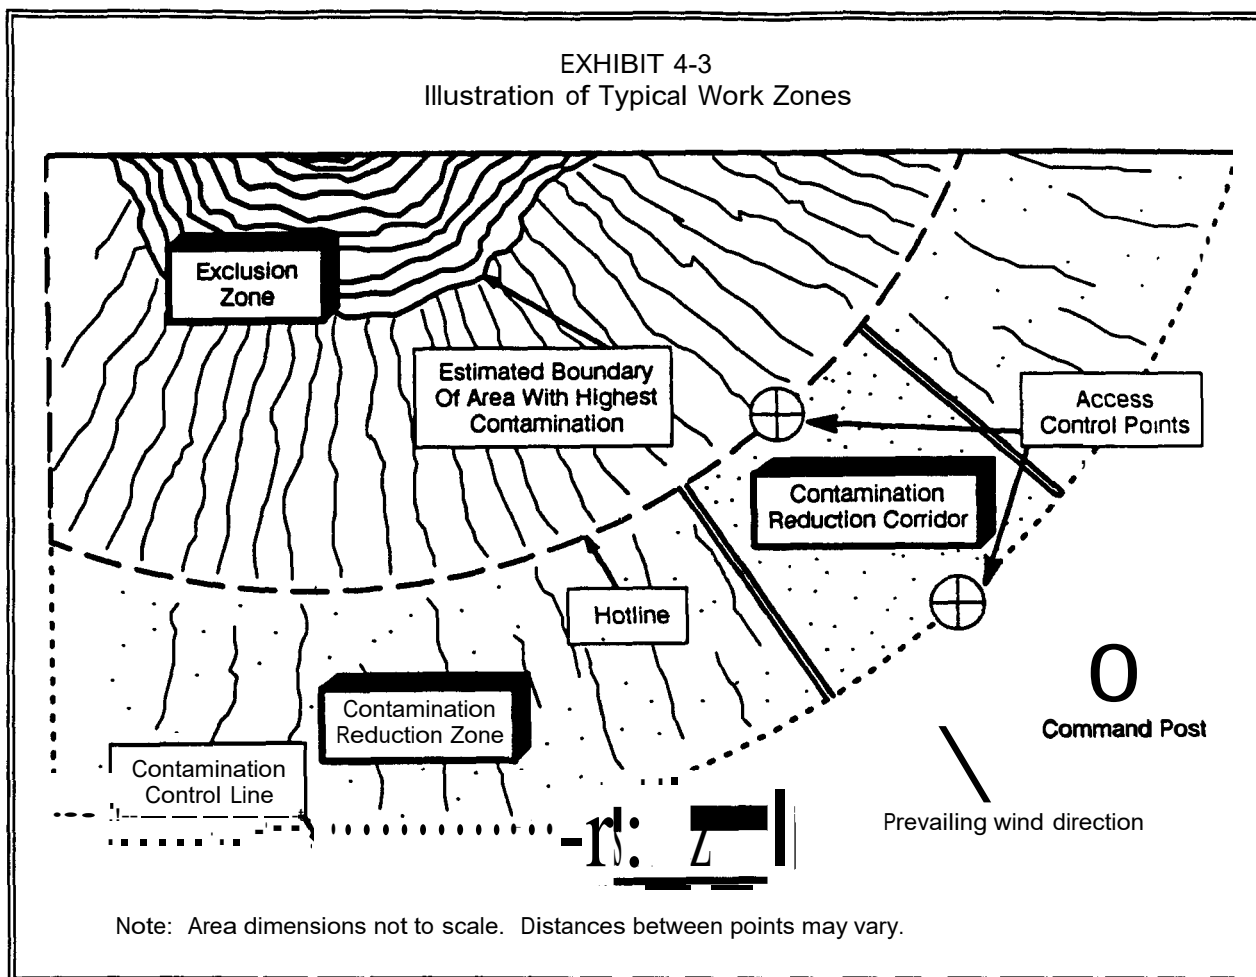 EXHIBIT 4-3
Illustration of Typical Work Zones
Exclusion
Zone
Estimated Boundary
Of Area With Highest
Contamination
Access
Control Points
Contamination
Reduction Corridor
Hotline
Contamination
Reduction Zone
Command Post
Contamination
Control Line
Prevailing wind direction
Note: Area dimensions not to scale. Distances between points may vary.